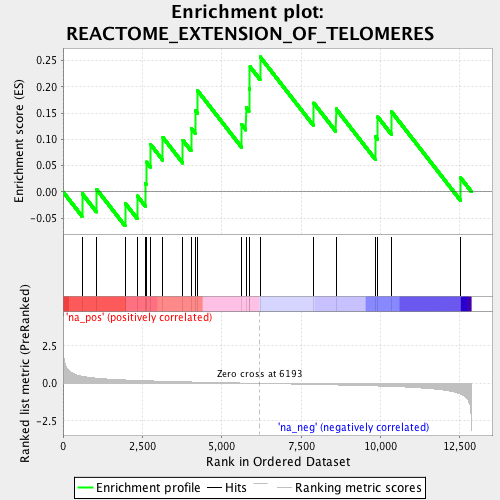 Enrichment plot:
REACTOME_EXTENSION_OF_TELOMERES
Enrichment score (ES)
0.25
0.20
0.15
0.10
0.05
0.00
-0.05
'na_pos' (positively correlated)
Ranked list metric (PreRanked)
2.5
0.0
-2.5
Zero cross at 6193
'na_neg' (negatively correlated)
0
2,500
5,000
7,500
10,000
12,500
Rank in Ordered Dataset
Enrichment profile
Hits
Ranking metric scores